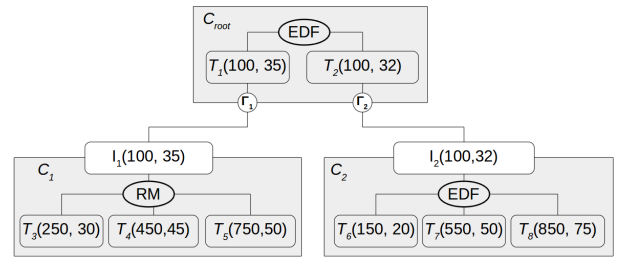 C_root
EDF
T_1(100, 35)
T_2(100, 32)
Γ_1
Γ_2
I_1(100, 35)
I_2(100,32)
C_1
C_2
RM
EDF
T_3(250, 30)
T_4(450,45)
T_5(750,50)
T_6(150, 20)
T_7(550, 50)
T_8(850, 75)